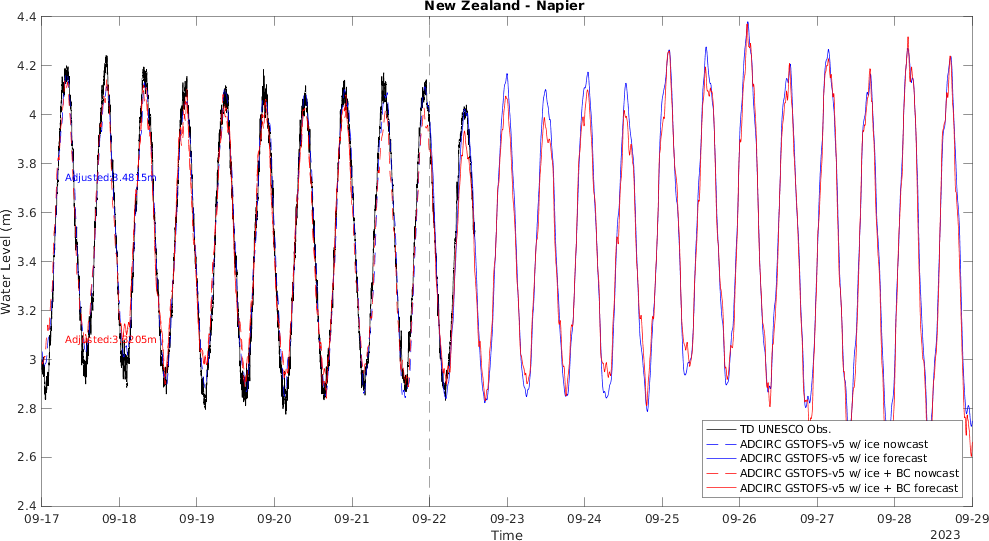 New Zealand - Napier
4.4
4.2
4
3.8
3.6
3.4
3.2
3
2.8
2.6
2.4
Water Level (m)
Adjusted:3.4815m
TD UNESCO Obs.
ADCIRC GSTOFS-v5 w/ ice nowcast
ADCIRC GSTOFS-v5 w/ ice forecast
ADCIRC GSTOFS-v5 w/ ice + BC nowcast
ADCIRC GSTOFS-v5 w/ ice + BC forecast
09-17 09-18 09-19 09-20 09-21 09-22 09-23 09-24 09-25 09-26 09-27 09-28 09-29
Time
2023